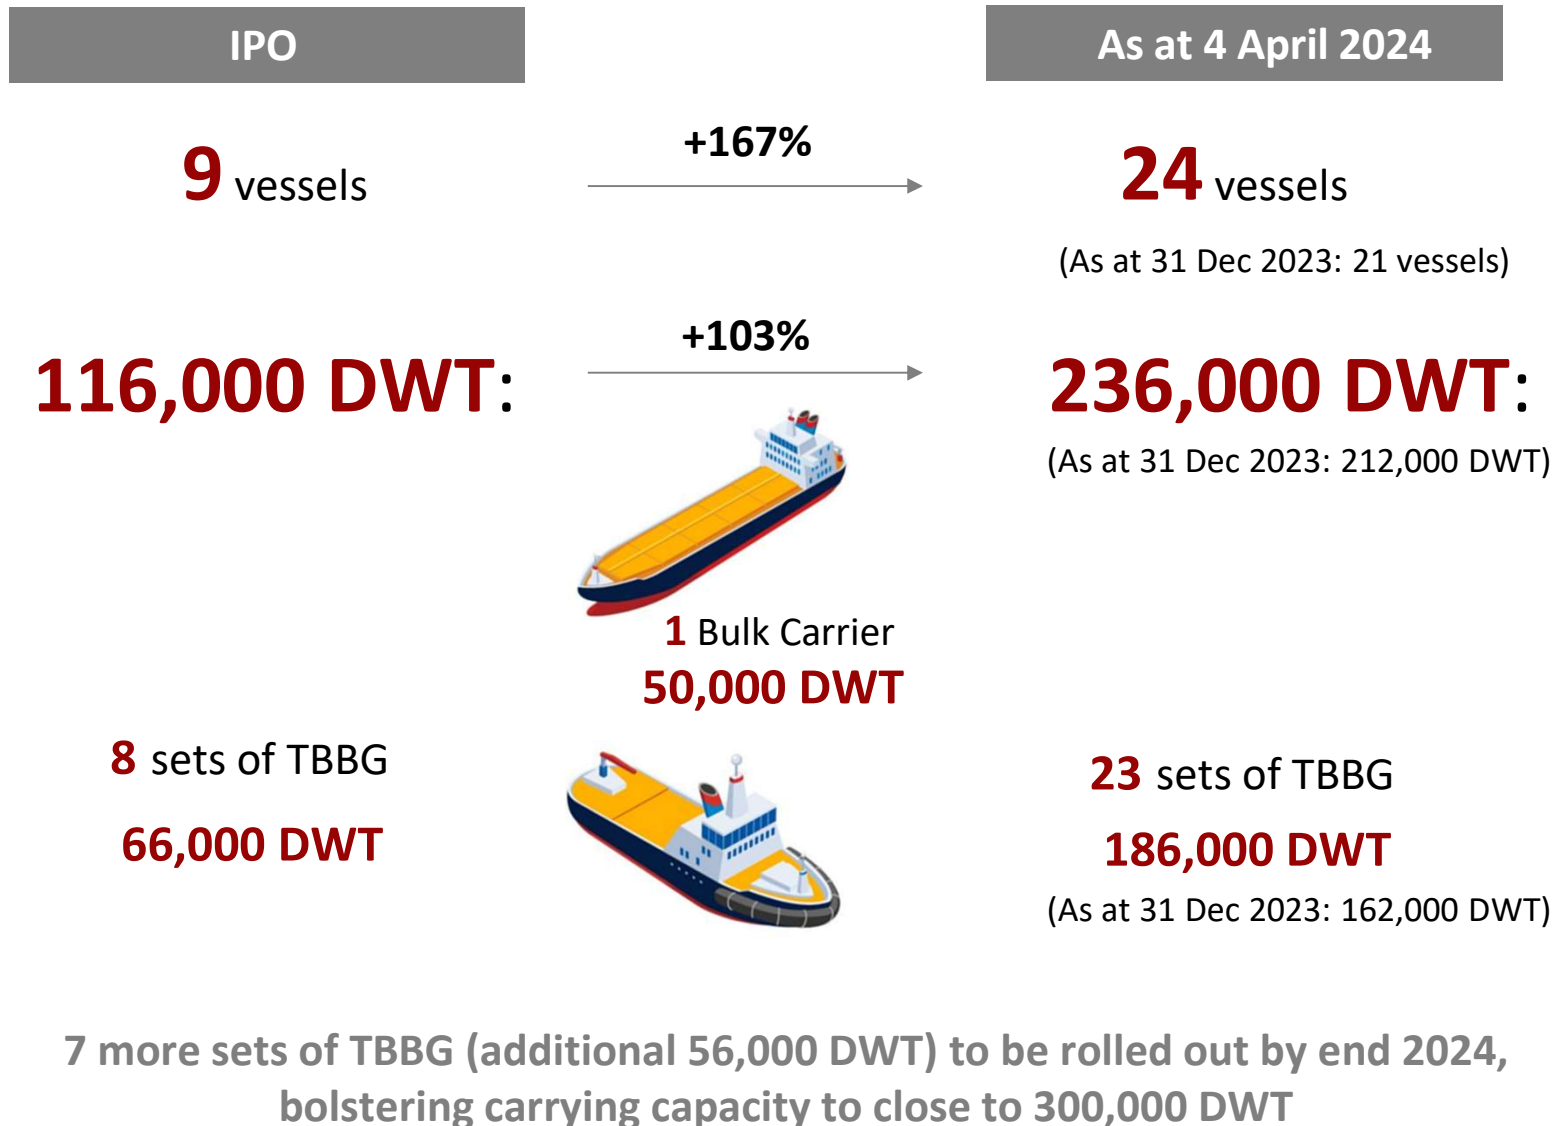 IPO
As at 4 April 2024
9 vessels
+167%
24 vessels
(As at 31 Dec 2023: 21 vessels)
116,000 DWT:
+103%
236,000 DWT:
(As at 31 Dec 2023: 212,000 DWT)
1 Bulk Carrier
50,000 DWT
8 sets of TBBG
66,000 DWT
23 sets of TBBG
186,000 DWT
(As at 31 Dec 2023: 162,000 DWT)
7 more sets of TBBG (additional 56,000 DWT) to be rolled out by end 2024,
bolstering carrying capacity to close to 300,000 DWT